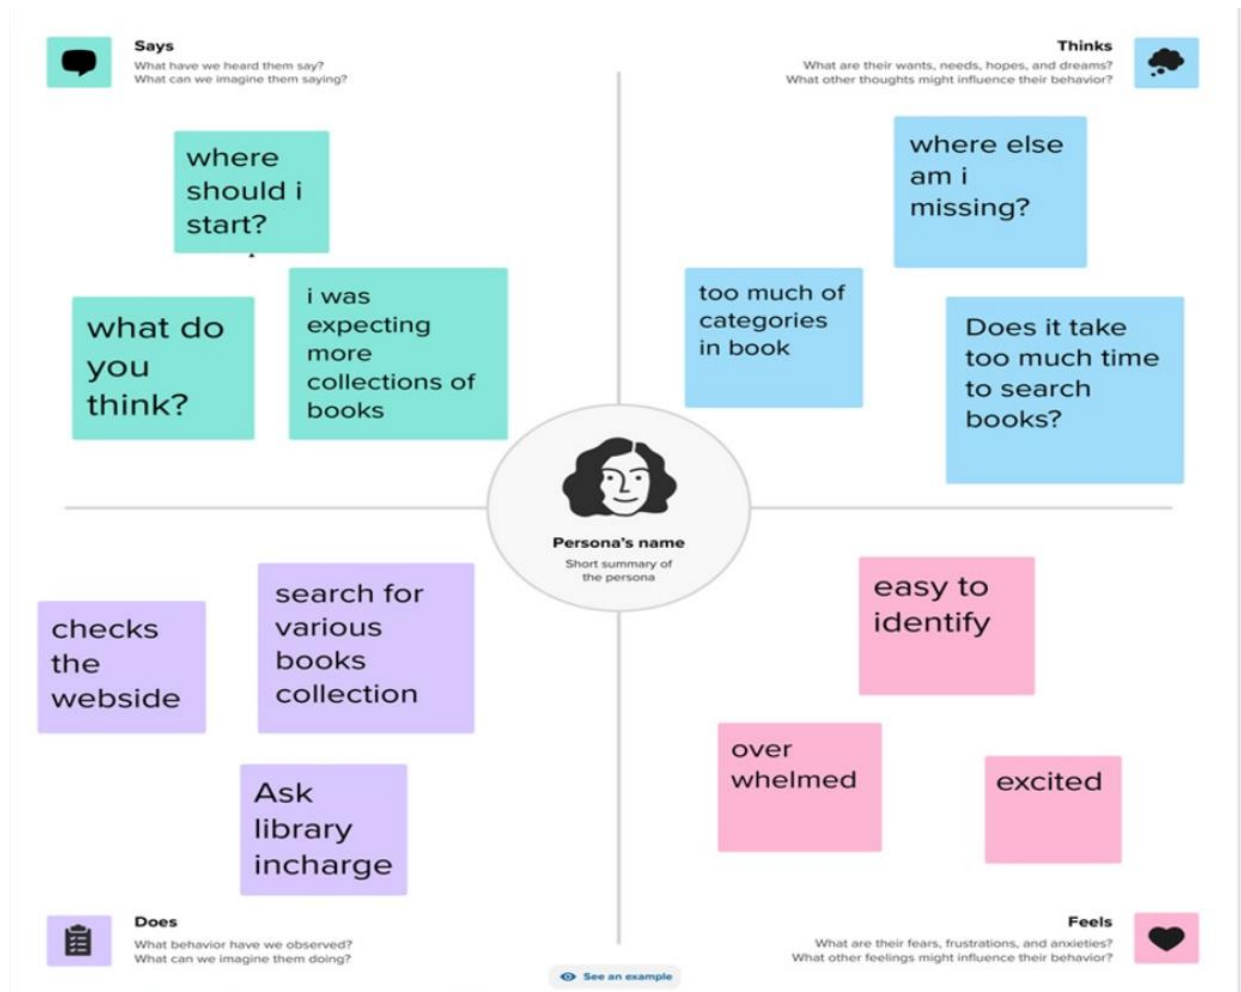 Says
What have we heard them say?
What can we imagine them saying?
where
should i
start?
what do
you
think?
i was
expecting
more
collections of
books
Thinks
What are their wants, needs, hopes, and dreams?
What other thoughts might influence their behavior?
where else
am i
missing?
too much of
categories
in book
Does it take
too much time
to search
books?
Persona's name
Short summary of
the persona
checks
the
webside
search for
various
books
collection
Ask
library
incharge
Does
What behavior have we observed?
What can we imagine them doing?
easy to
identify
over
whelmed
excited
Feels
What are their fears, frustrations, and anxieties?
What other feelings might influence their behavior?
See an example